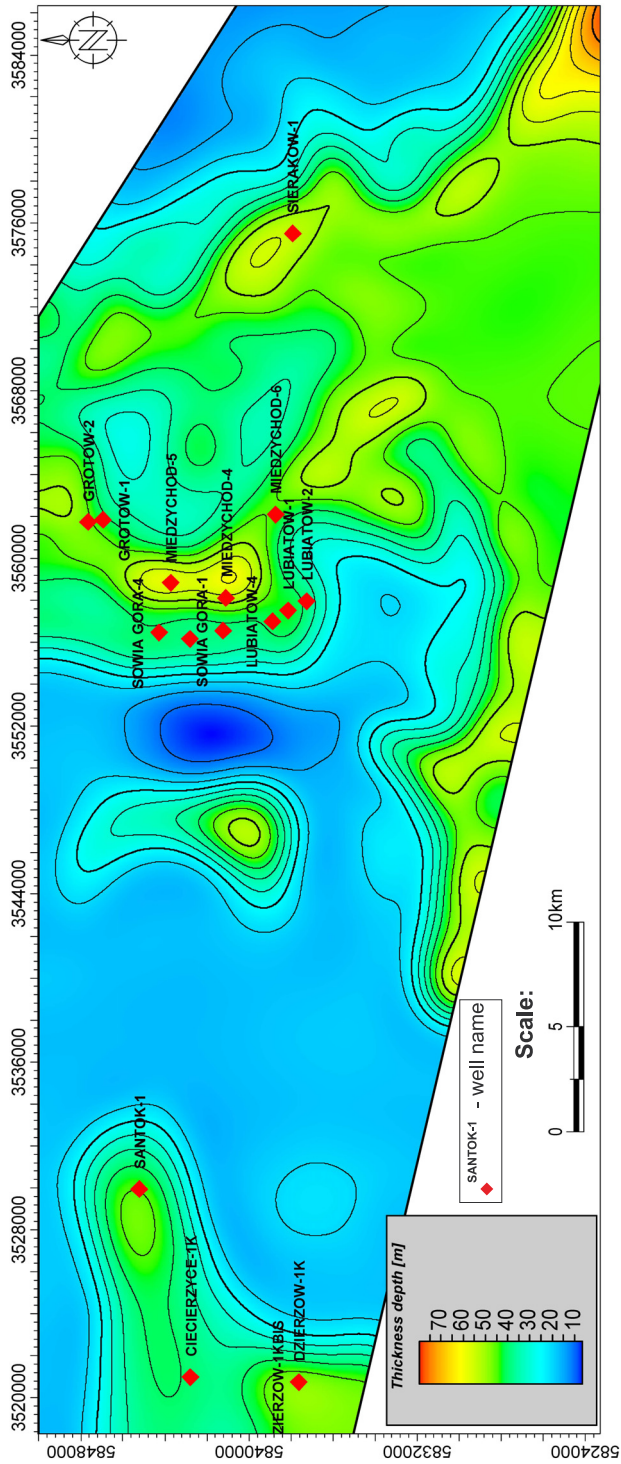 3520000 3528000 3536000 3544000 3552000 3560000 3568000 3576000 3584000
N
5848000
5840000
5832000
5824000
GROTOW-2
GROTOW-1
SANTOK-1
SOWIA GORA-4
MIEDZYCHOD-5
CIECIERZYCE-1K
SOWIA GORA-1
MIEDZYCHOD-4
LUBIATOW-4
MIEDZYCHOD-6
LUBIATOW-1
LUBIATOW-2
SIERAKOW-1
ZIERZOW-1KBIS
DZIERZOW-1K
Thickness depth [m]
70
60
50
40
30
20
10
SANTOK-1 - well name
Scale:
0 5 10km